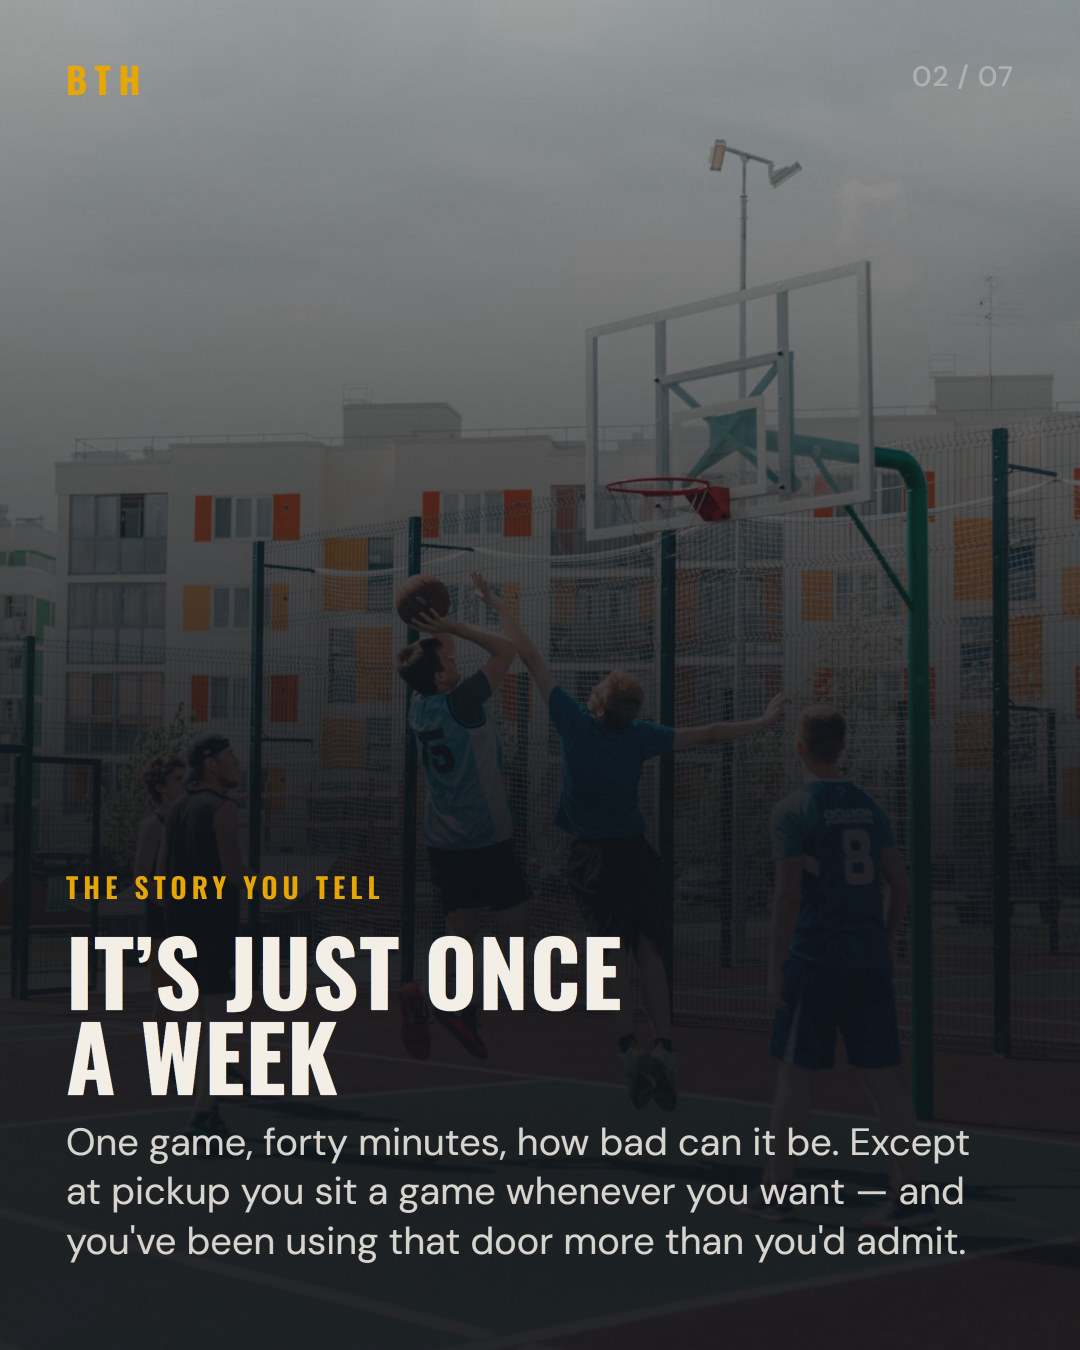 BTH
02 / 07
15
8
THE STORY YOU TELL
IT’S JUST ONCE
A WEEK
One game, forty minutes, how bad can it be. Except
at pickup you sit a game whenever you want — and
you've been using that door more than you'd admit.